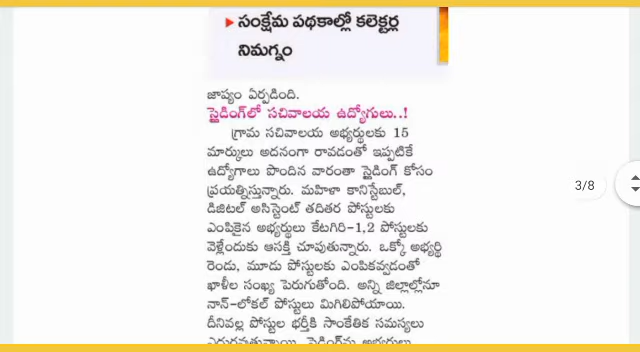 ▶ సంక్షేమ పథకాల్లో కలెక్టర్ల
నిమగ్నం
జాప్యం ఏర్పడింది.
స్లైడింగ్‌లో సచివాలయ ఉద్యోగులు..!
గ్రామ సచివాలయ అభ్యర్థులకు 15
మార్కులు అదనంగా రావడంతో ఇప్పటికే
ఉద్యోగాలు పొందిన వారంతా స్లైడింగ్ కోసం
ప్రయత్నిస్తున్నారు. మహిళా కానిస్టేబుల్,
డిజిటల్ అసిస్టెంట్ తదితర పోస్టులకు
ఎంపికైన అభ్యర్థులు కేటగిరి-1,2 పోస్టులకు
వెళ్లేందుకు ఆసక్తి చూపుతున్నారు. ఒక్కో అభ్యర్థి
రెండు, మూడు పోస్టులకు ఎంపికవ్వడంతో
ఖాళీల సంఖ్య పెరుగుతోంది. అన్ని జిల్లాల్లోనూ
నాన్-లోకల్ పోస్టులు మిగిలిపోయాయి.
దీనివల్ల పోస్టుల భర్తీకి సాంకేతిక సమస్యలు
3/8